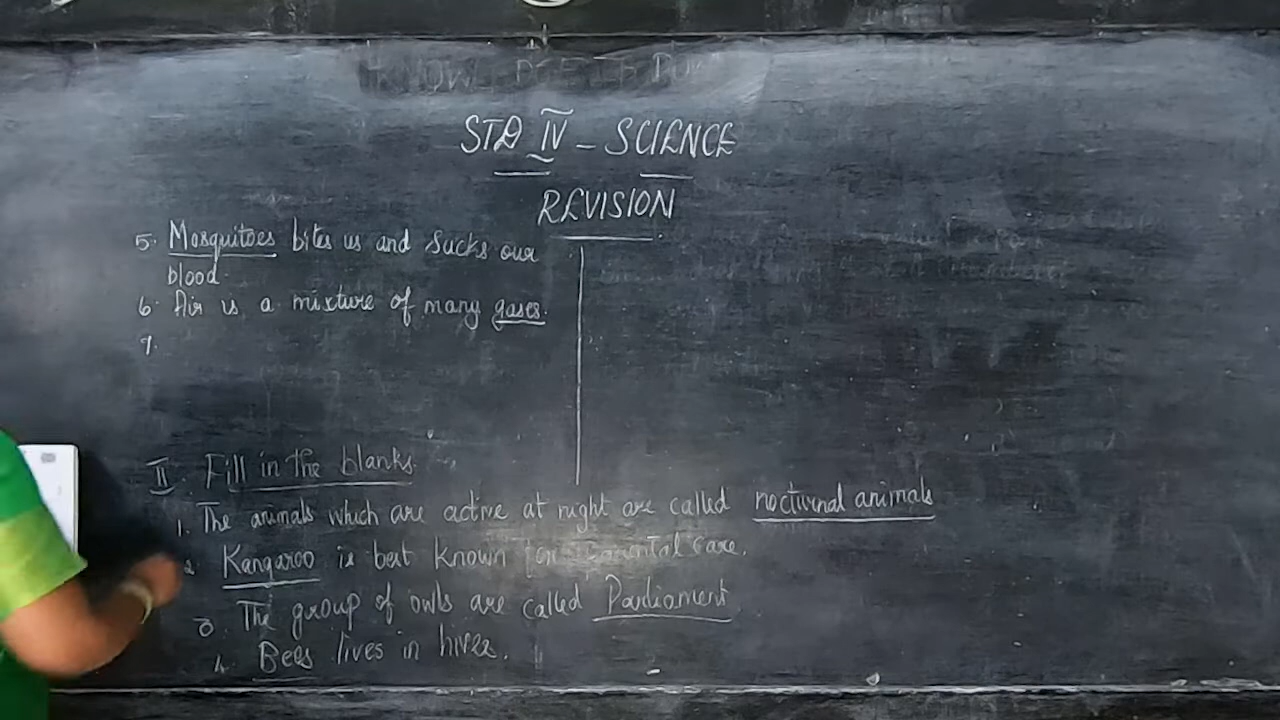 STD IV - SCIENCE
REVISION
5. Mosquitoes bites us and sucks our
blood.
6. Air is a mixture of many gases.
7.
II. Fill in the blanks.
1. The animals which are active at night are called nocturnal animals
2. Kangaroo is best known for parental care.
3. The group of owls are called Parliament
4. Bees lives in hives.